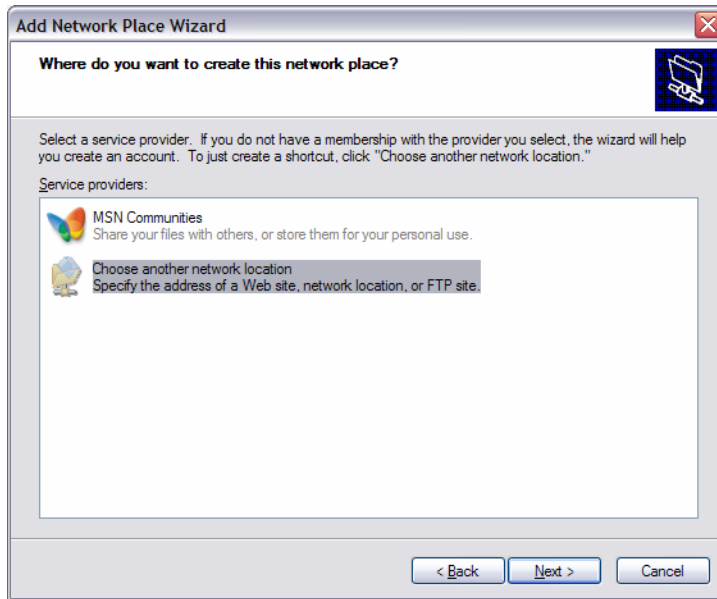 Add Network Place Wizard
Where do you want to create this network place?
Select a service provider. If you do not have a membership with the provider you select, the wizard will help
you create an account. To just create a shortcut, click "Choose another network location."
Service providers:
MSN Communities
Share your files with others, or store them for your personal use.
Choose another network location
Specify the address of a Web site, network location, or FTP site.
< Back
Next >
Cancel